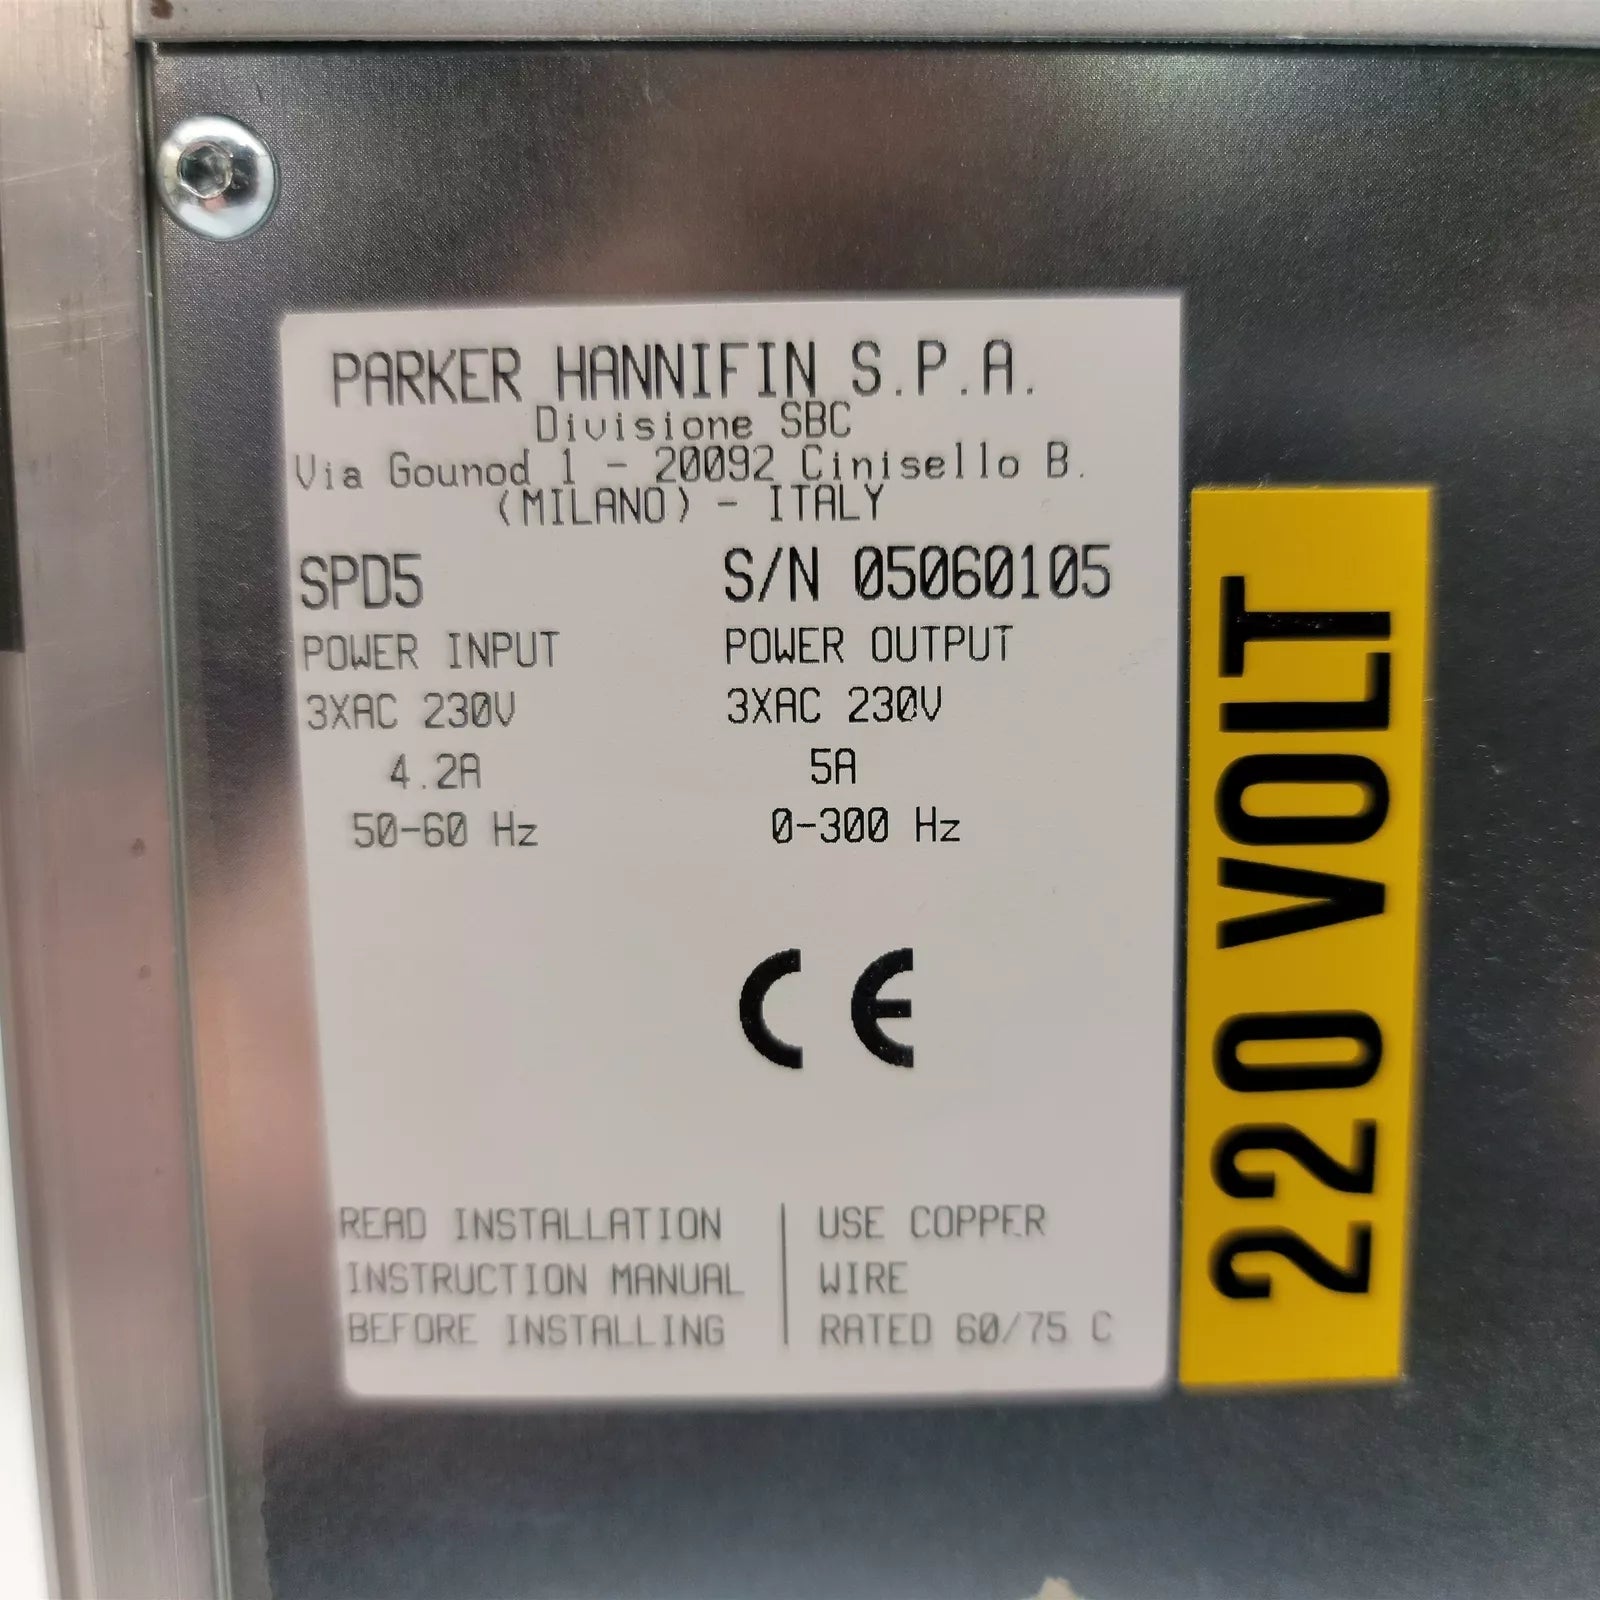 PARKER HANNIFIN S.P.A.
Divisione SBC
Via Gounod 1 - 20092 Cinisello B.
(MILANO) - ITALY
SPD5 S/N 05060105
POWER INPUT POWER OUTPUT
3XAC 230V 3XAC 230V
4.2A 5A
50-60 Hz 0-300 Hz
CE
READ INSTALLATION | USE COPPER
INSTRUCTION MANUAL | WIRE
BEFORE INSTALLING | RATED 60/75 C
220 VOLT